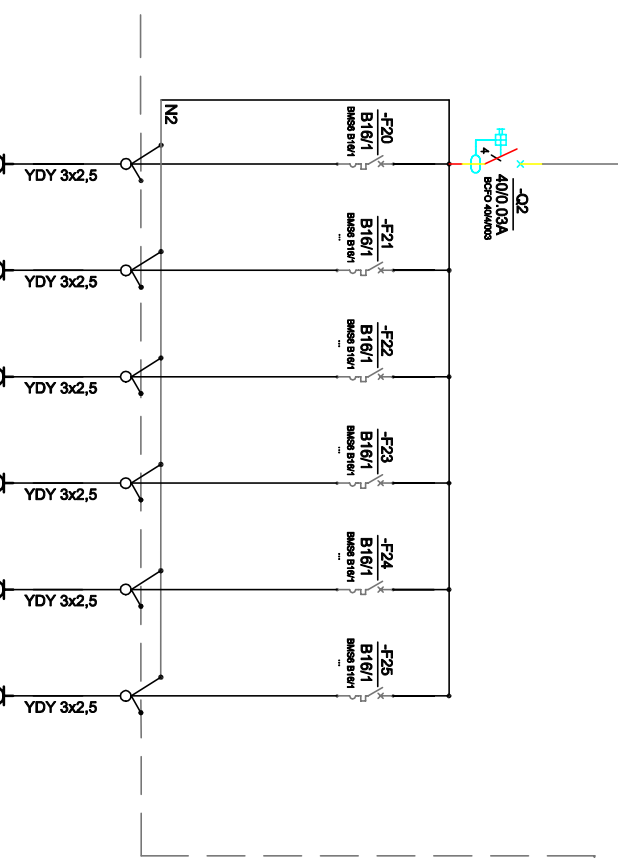 -Q2
40/0.03A
BCFO 40/4/003
4
N2
-F20
B16/1
BMS6 B16/1
YDY 3x2,5
-F21
B16/1
BMS6 B16/1
...
YDY 3x2,5
-F22
B16/1
BMS6 B16/1
...
YDY 3x2,5
-F23
B16/1
BMS6 B16/1
...
YDY 3x2,5
-F24
B16/1
BMS6 B16/1
...
YDY 3x2,5
-F25
B16/1
BMS6 B16/1
...
YDY 3x2,5